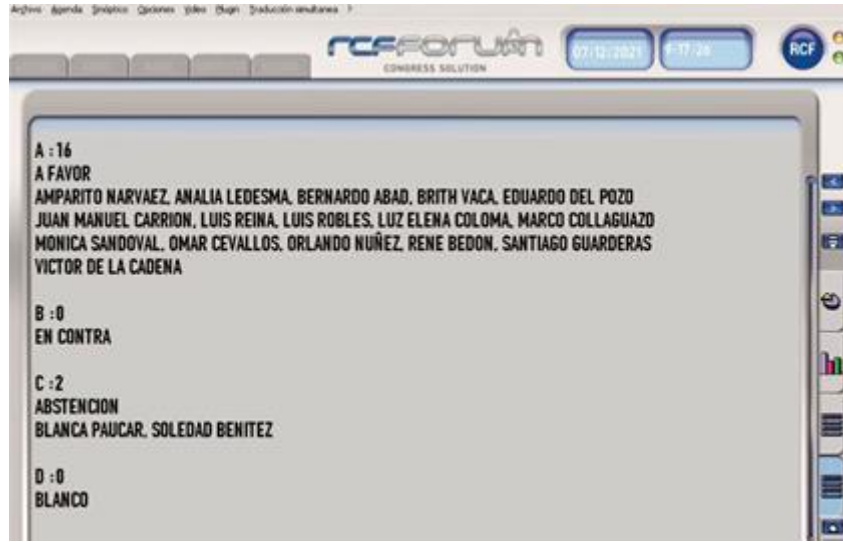 Archivo Agenda Sinóptico Opciones Video Plugin Traducción simultanea ?
RCF FORUM
CONGRESS SOLUTION
07/12/2021
RCF
A :16
A FAVOR
AMPARITO NARVAEZ, ANALIA LEDESMA, BERNARDO ABAD, BRITH VACA, EDUARDO DEL POZO
JUAN MANUEL CARRION, LUIS REINA, LUIS ROBLES, LUZ ELENA COLOMA, MARCO COLLAGUAZO
MONICA SANDOVAL, OMAR CEVALLOS, ORLANDO NUÑEZ, RENE BEDON, SANTIAGO GUARDERAS
VICTOR DE LA CADENA
B :0
EN CONTRA
C :2
ABSTENCION
BLANCA PAUCAR, SOLEDAD BENITEZ
D :0
BLANCO